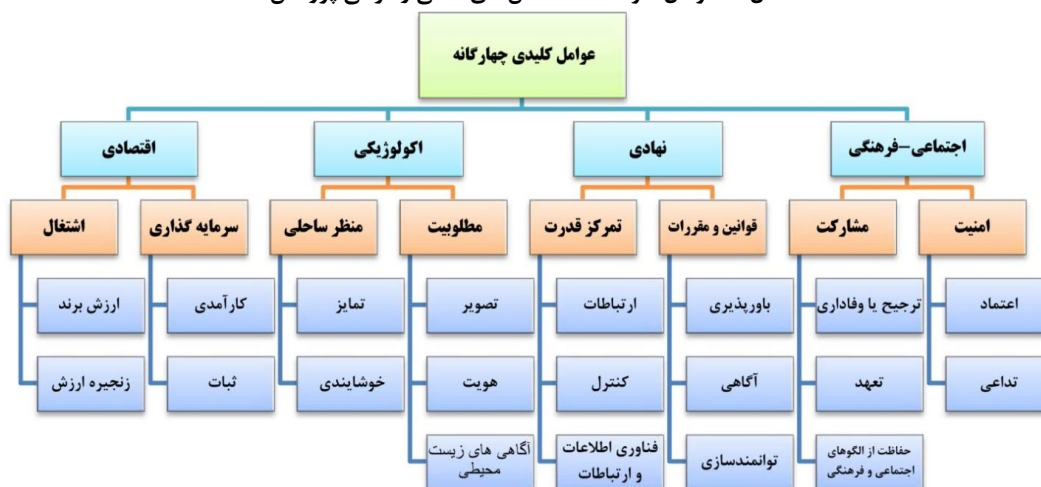 عوامل کلیدی چهارگانه
اجتماعی-فرهنگی
نهادی
اکولوژیکی
اقتصادی
امنیت
مشارکت
قوانین و مقررات
تمرکز قدرت
مطلوبیت
منظر ساحلی
سرمایه گذاری
اشتغال
اعتماد
ترجیح یا وفاداری
باورپذیری
ارتباطات
تصویر
تمایز
کارآمدی
ارزش برند
تداعی
تعهد
آگاهی
کنترل
هویت
خوشایندی
ثبات
زنجیره ارزش
حفاظت از الگوهای
اجتماعی و فرهنگی
توانمندسازی
فناوری اطلاعات
و ارتباطات
آگاهی های زیست
محیطی